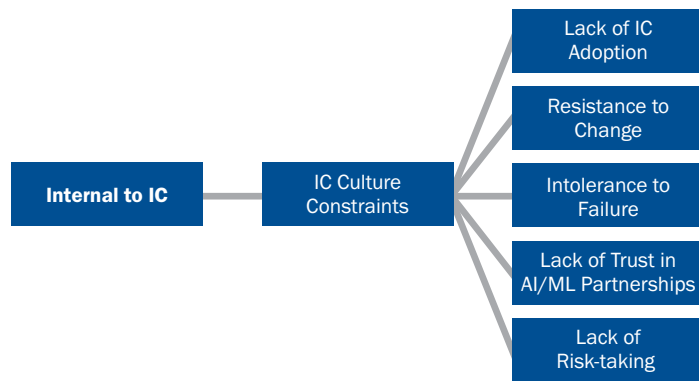 Lack of IC
Adoption
Resistance to
Change
Internal to IC
IC Culture
Constraints
Intolerance to
Failure
Lack of Trust in
AI/ML Partnerships
Lack of
Risk-taking